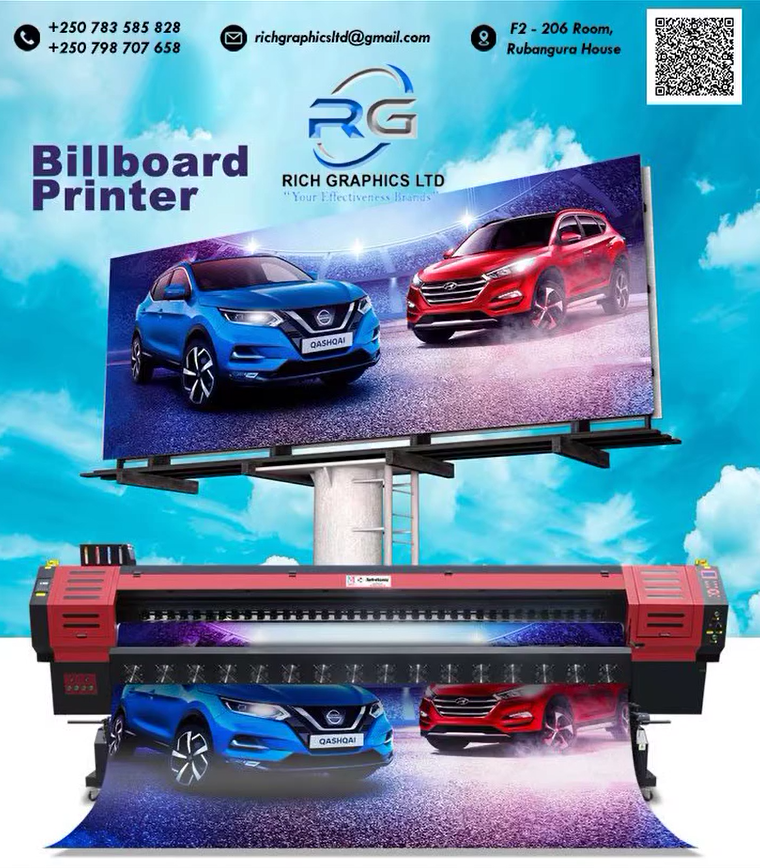 +250 783 585 828
+250 798 707 658
richgraphicsltd@gmail.com
F2 - 206 Room,
Rubangura House
RG
RICH GRAPHICS LTD
"Your Effectiveness Brands"
Billboard
Printer
QASHQAI
QASHQAI